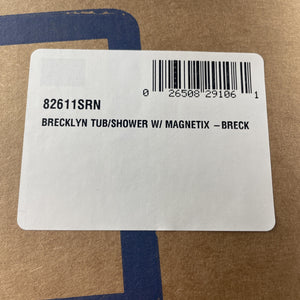 0 26508 29106 1
82611SRN
BRECKLYN TUB/SHOWER W/ MAGNETIX – BRECK